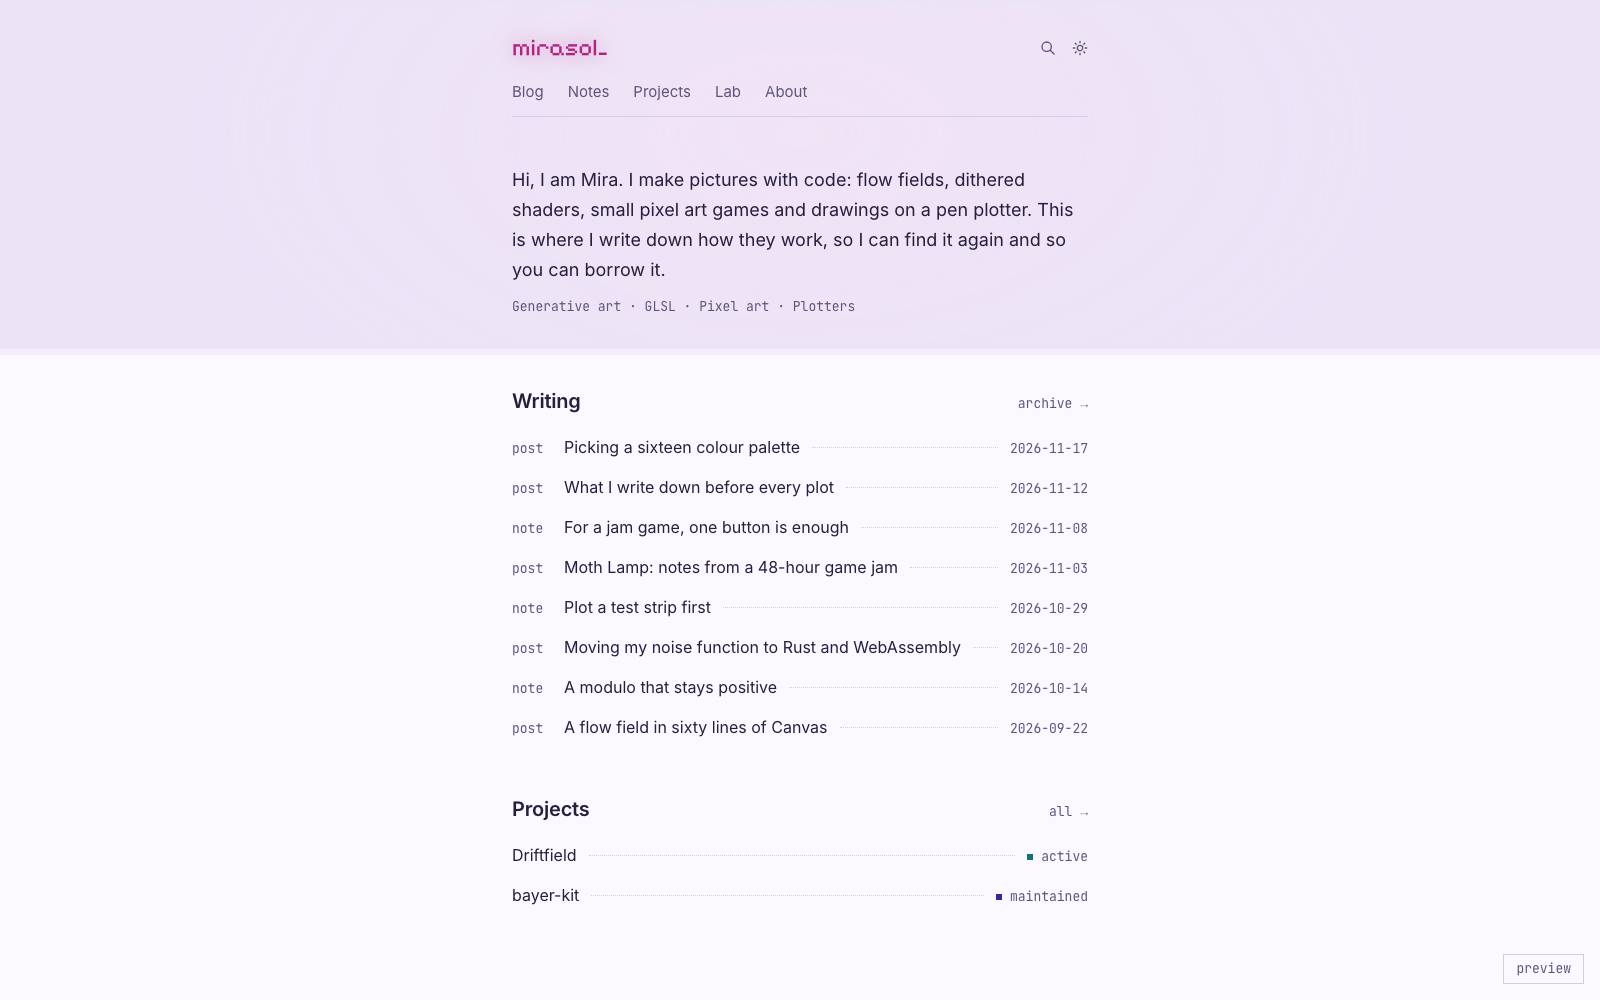 mirasol_
Blog Notes Projects Lab About
Hi, I am Mira. I make pictures with code: flow fields, dithered
shaders, small pixel art games and drawings on a pen plotter. This
is where I write down how they work, so I can find it again and so
you can borrow it.
Generative art · GLSL · Pixel art · Plotters
Writing archive →
post Picking a sixteen colour palette 2026-11-17
post What I write down before every plot 2026-11-12
note For a jam game, one button is enough 2026-11-08
post Moth Lamp: notes from a 48-hour game jam 2026-11-03
note Plot a test strip first 2026-10-29
post Moving my noise function to Rust and WebAssembly 2026-10-20
note A modulo that stays positive 2026-10-14
post A flow field in sixty lines of Canvas 2026-09-22
Projects all →
Driftfield active
bayer-kit maintained
preview